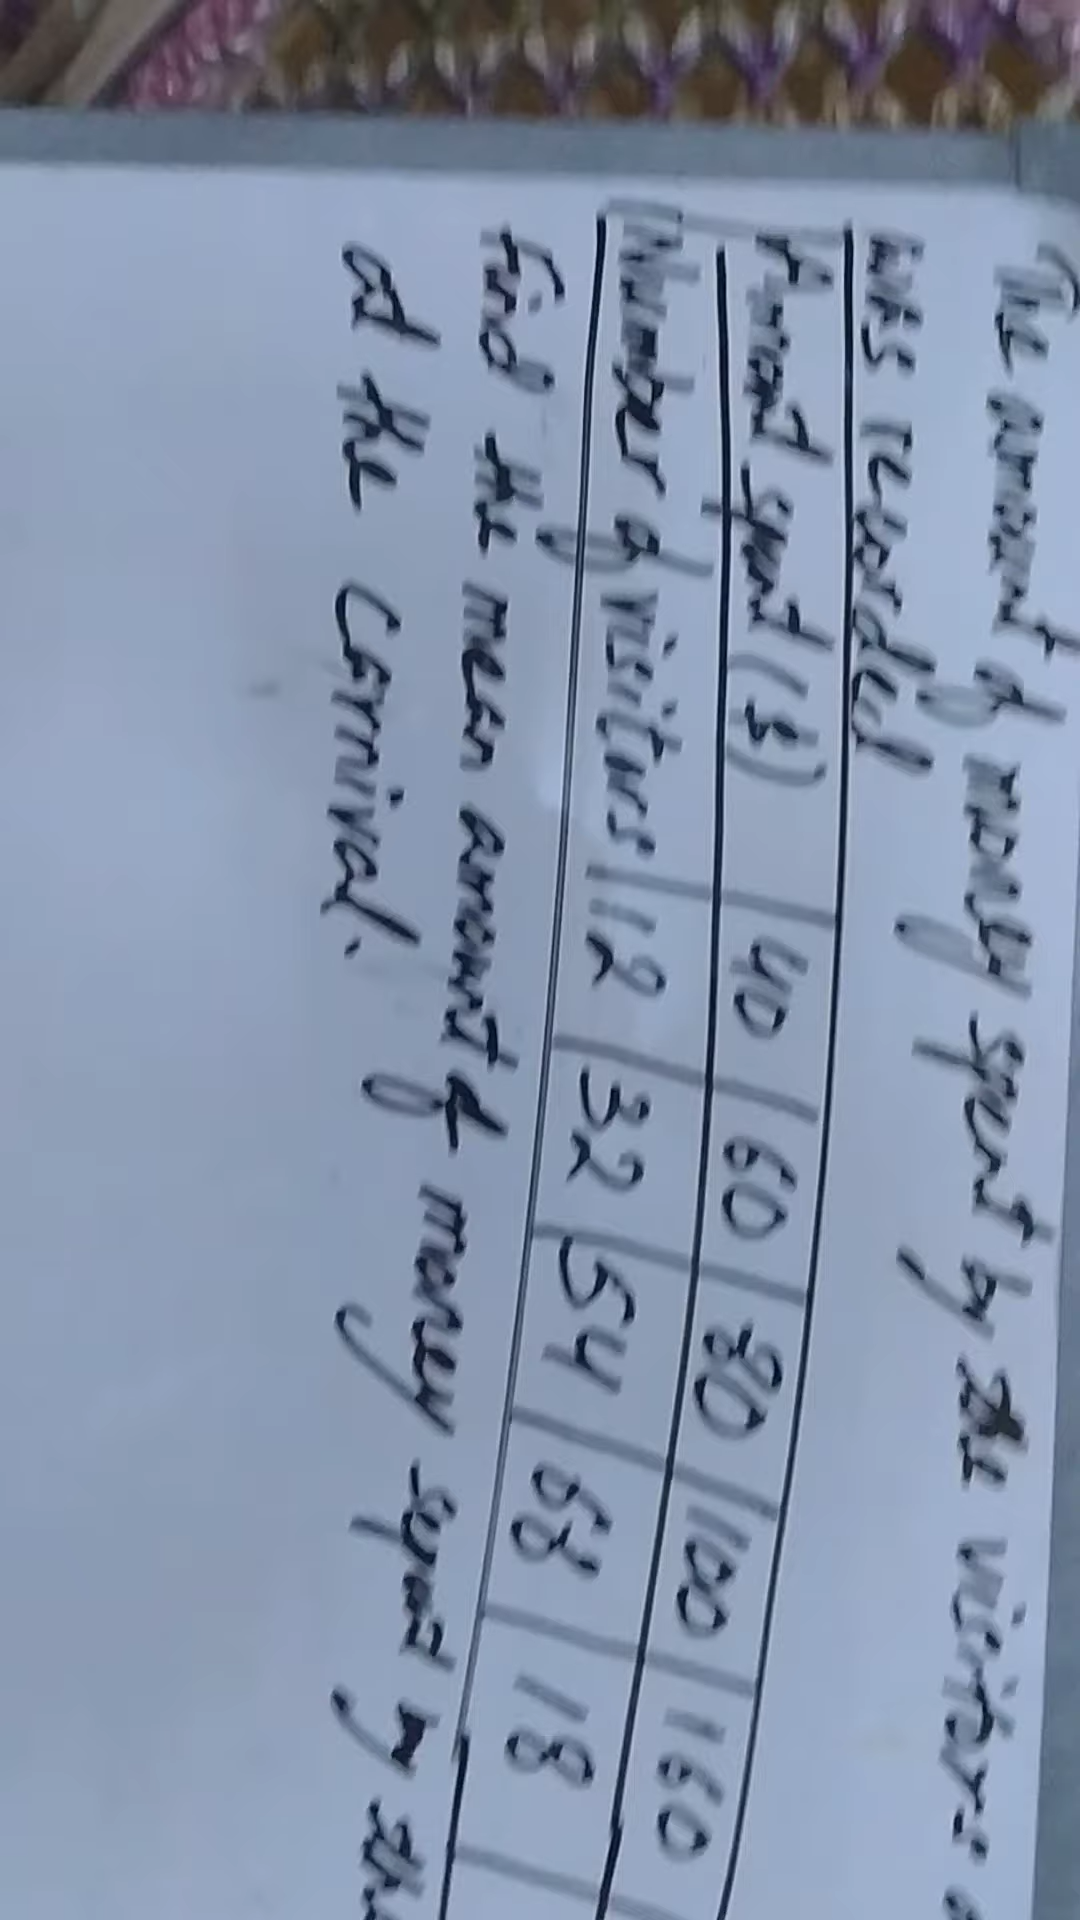 The amount of money spent by the visitors
was recorded
Amount spent ($) 40 60 80 100 160
Number of visitors 12 32 54 68 18
Find the mean amount of money spent by
at the carnival.